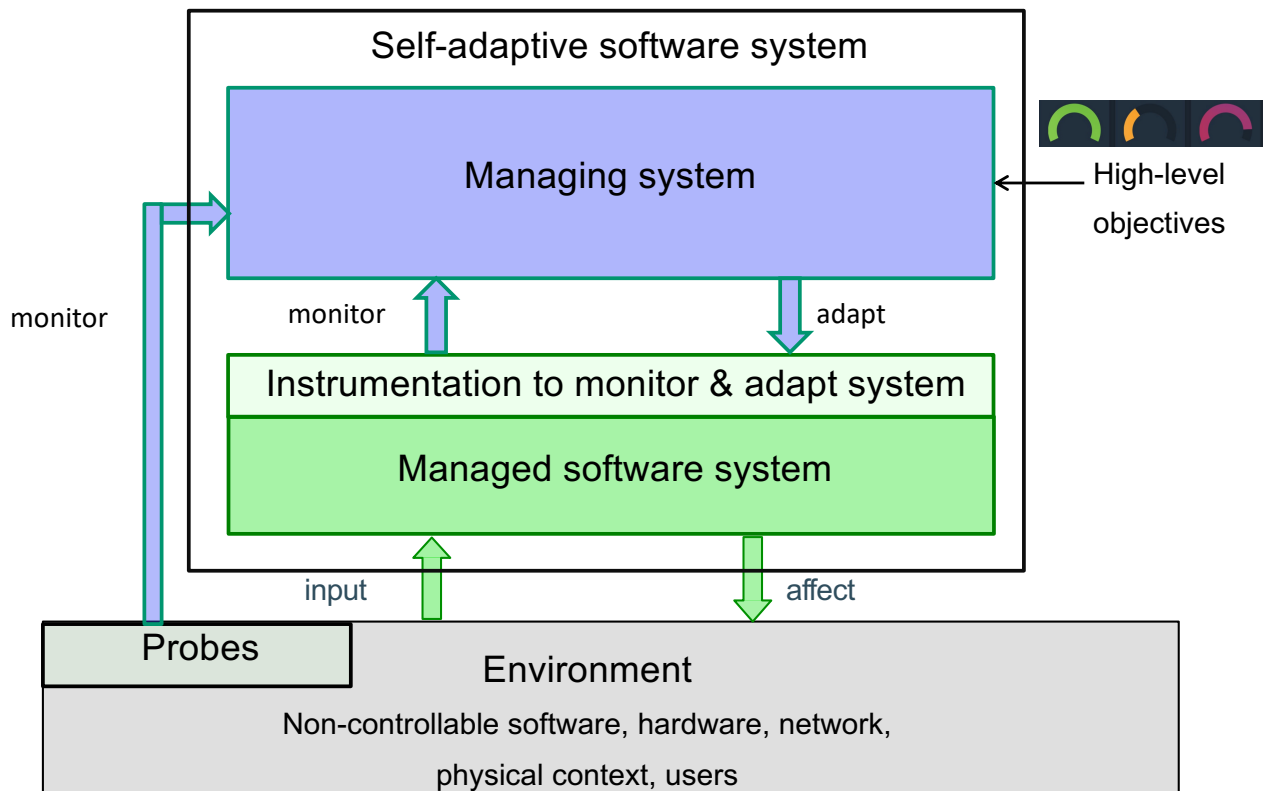 Self-adaptive software system
Managing system
High-level
objectives
monitor
monitor
adapt
Instrumentation to monitor & adapt system
Managed software system
input
affect
Probes
Environment
Non-controllable software, hardware, network,
physical context, users